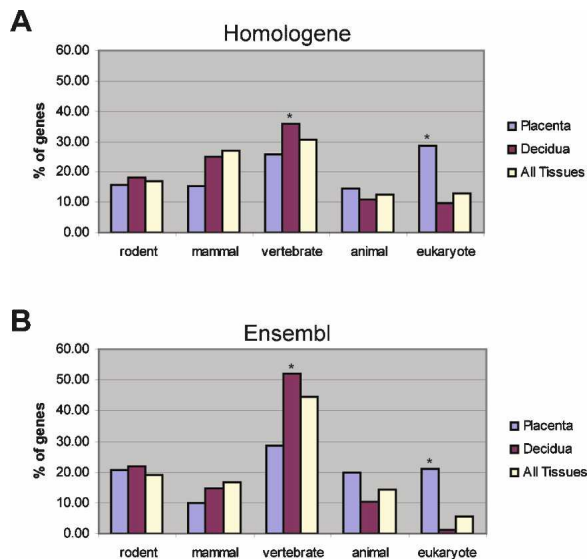 A
Homologene
60.00
50.00
40.00
30.00
20.00
10.00
0.00
% of genes
*
*
rodent mammal vertebrate animal eukaryote
Placenta
Decidua
All Tissues
B
Ensembl
60.00
50.00
40.00
30.00
20.00
10.00
0.00
% of genes
*
*
rodent mammal vertebrate animal eukaryote
Placenta
Decidua
All Tissues